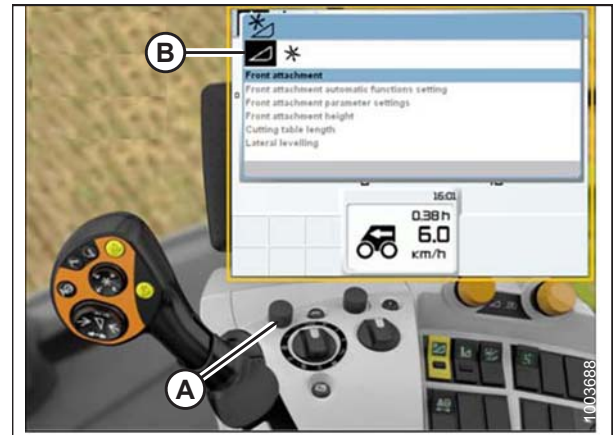 B
Front attachment
Front attachment automatic functions setting
Front attachment parameter settings
Front attachment height
Cutting table length
Lateral levelling
16:01
0.38 h
6.0
km/h
A
1003688